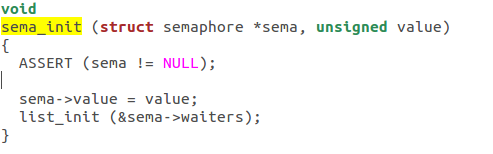 void
sema_init (struct semaphore *sema, unsigned value)
{
  ASSERT (sema != NULL);

  sema->value = value;
  list_init (&sema->waiters);
}